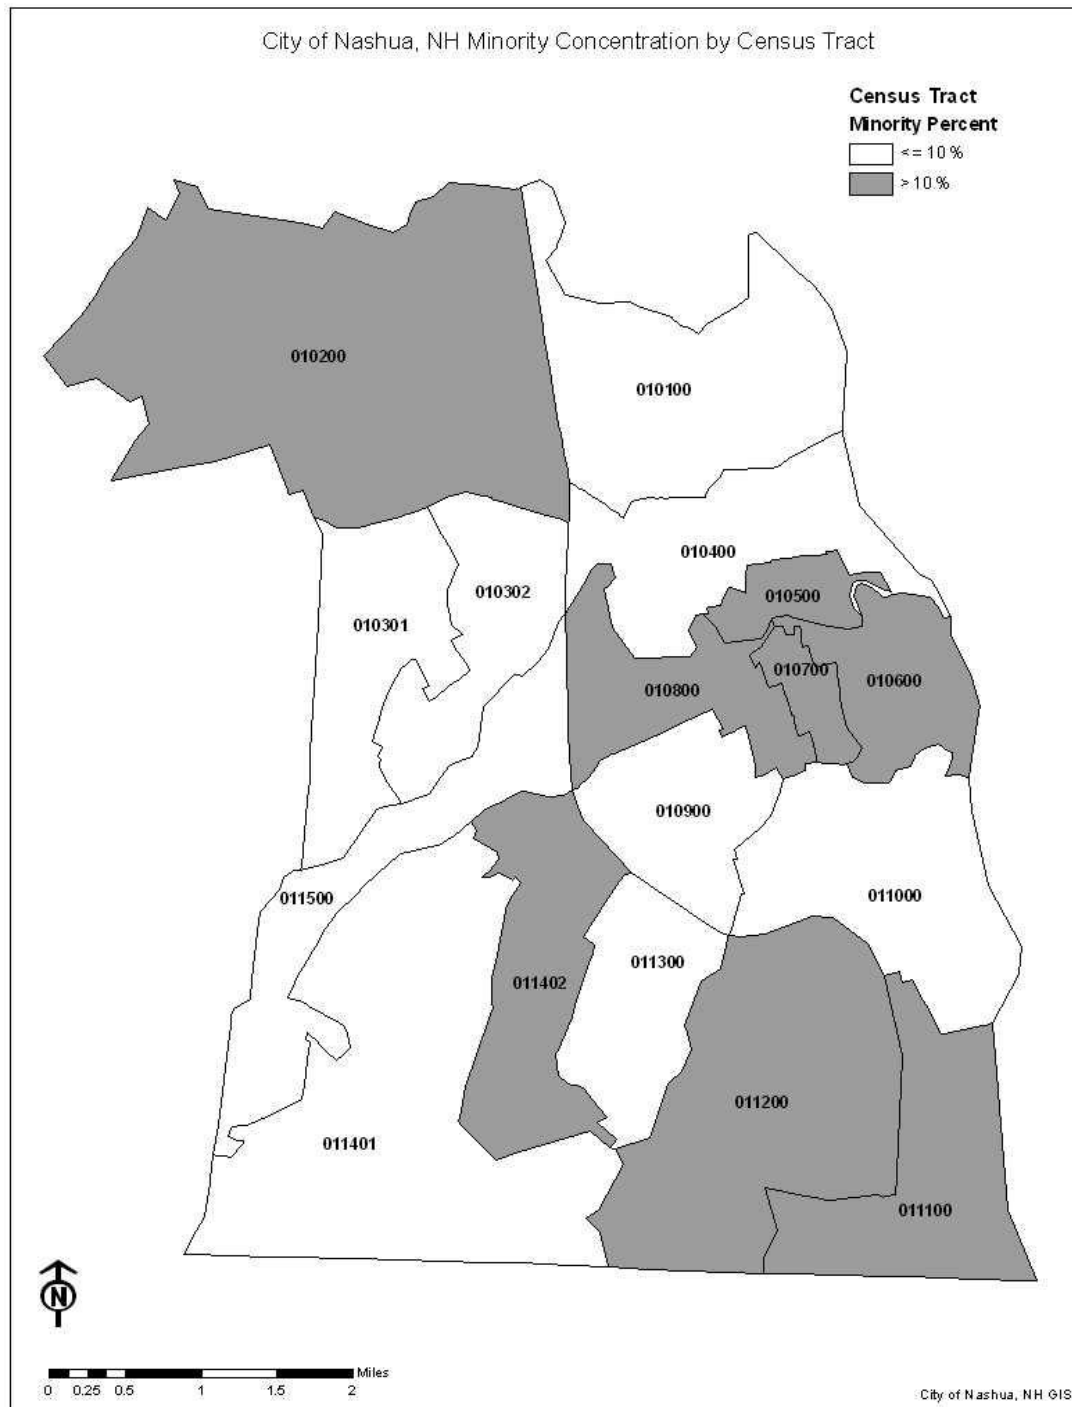 City of Nashua, NH Minority Concentration by Census Tract
Census Tract
Minority Percent
<= 10 %
> 10 %
010200
010100
010400
010302
010500
010301
010700
010600
010800
010900
011500
011000
011300
011402
011200
011401
011100
N
Miles
0 0.25 0.5 1 1.5 2
City of Nashua, NH GIS